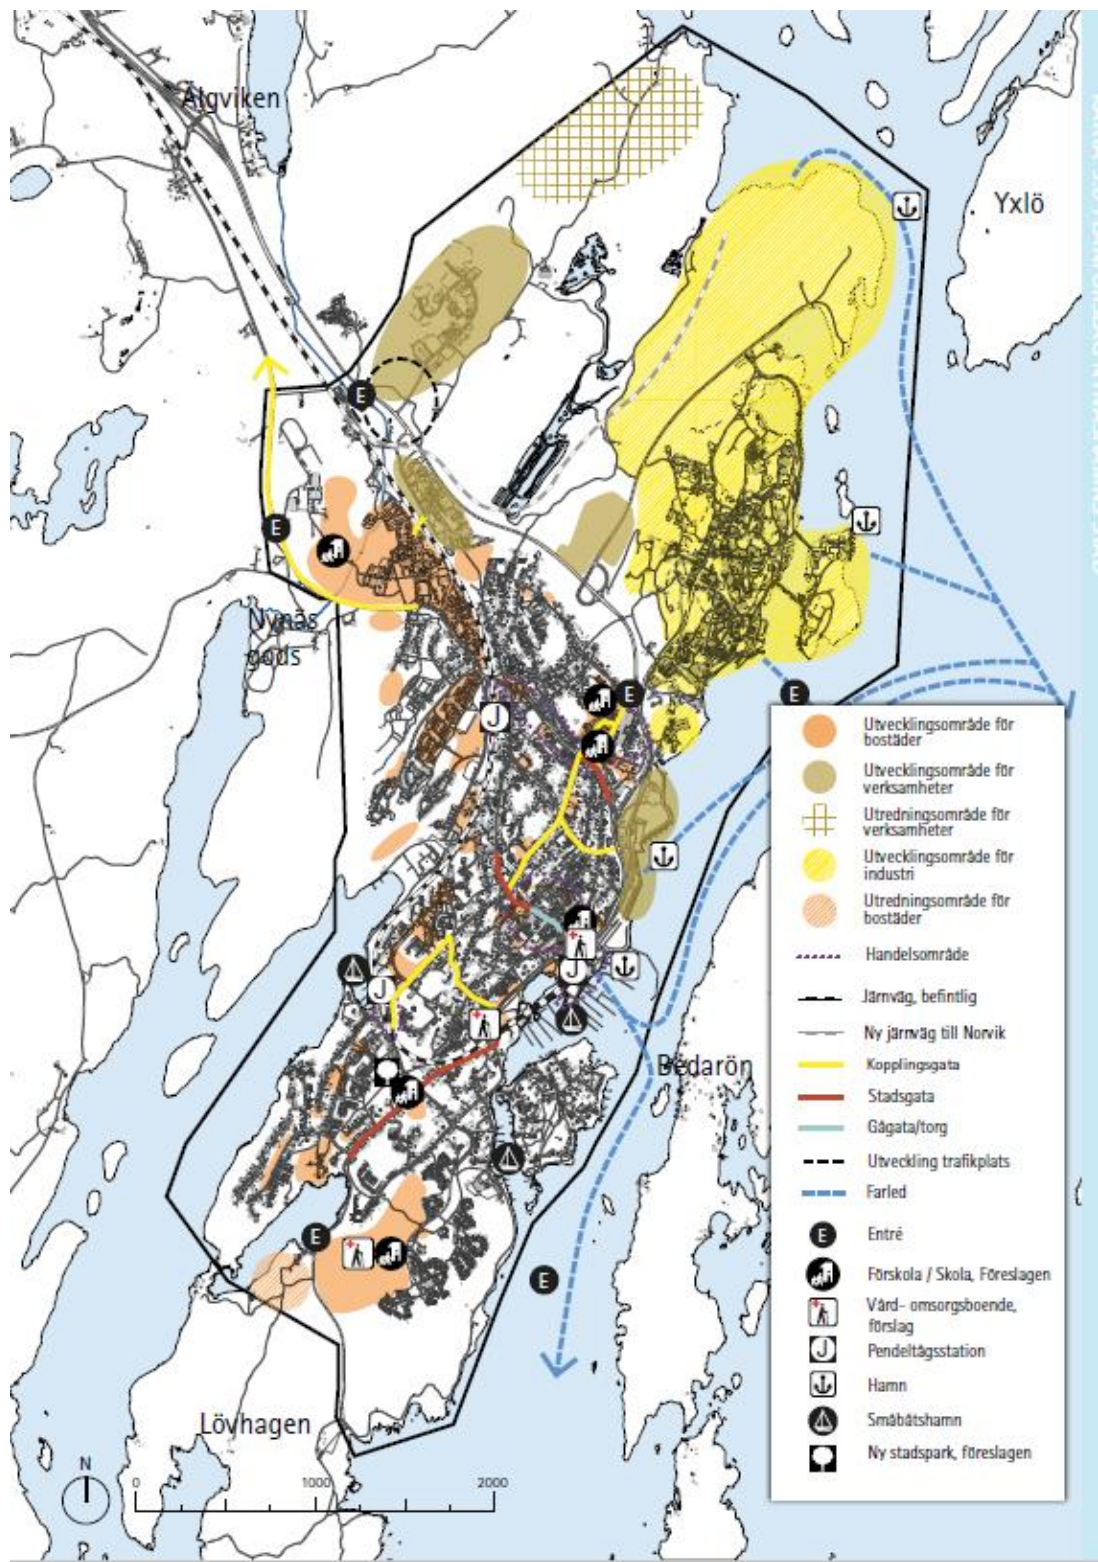 Älgviken
Yxlö
E
E
Nynäs
gods
J
E
E
J
J
Bedarön
E
E
Lövhagen
N
0
1000
2000
Utvecklingsområde för
bostäder
Utvecklingsområde för
verksamheter
Utredningsområde för
verksamheter
Utvecklingsområde för
industri
Utredningsområde för
bostäder
Handelsområde
Järnväg, befintlig
Ny järnväg till Norvik
Kopplingsgata
Stadsgata
Gågata/torg
Utveckling trafikplats
Farled
E
Entré
Förskola / Skola, Föreslagen
Vård- omsorgsboende,
förslag
J
Pendeltågsstation
Hamn
Småbåtshamn
Ny stadspark, föreslagen